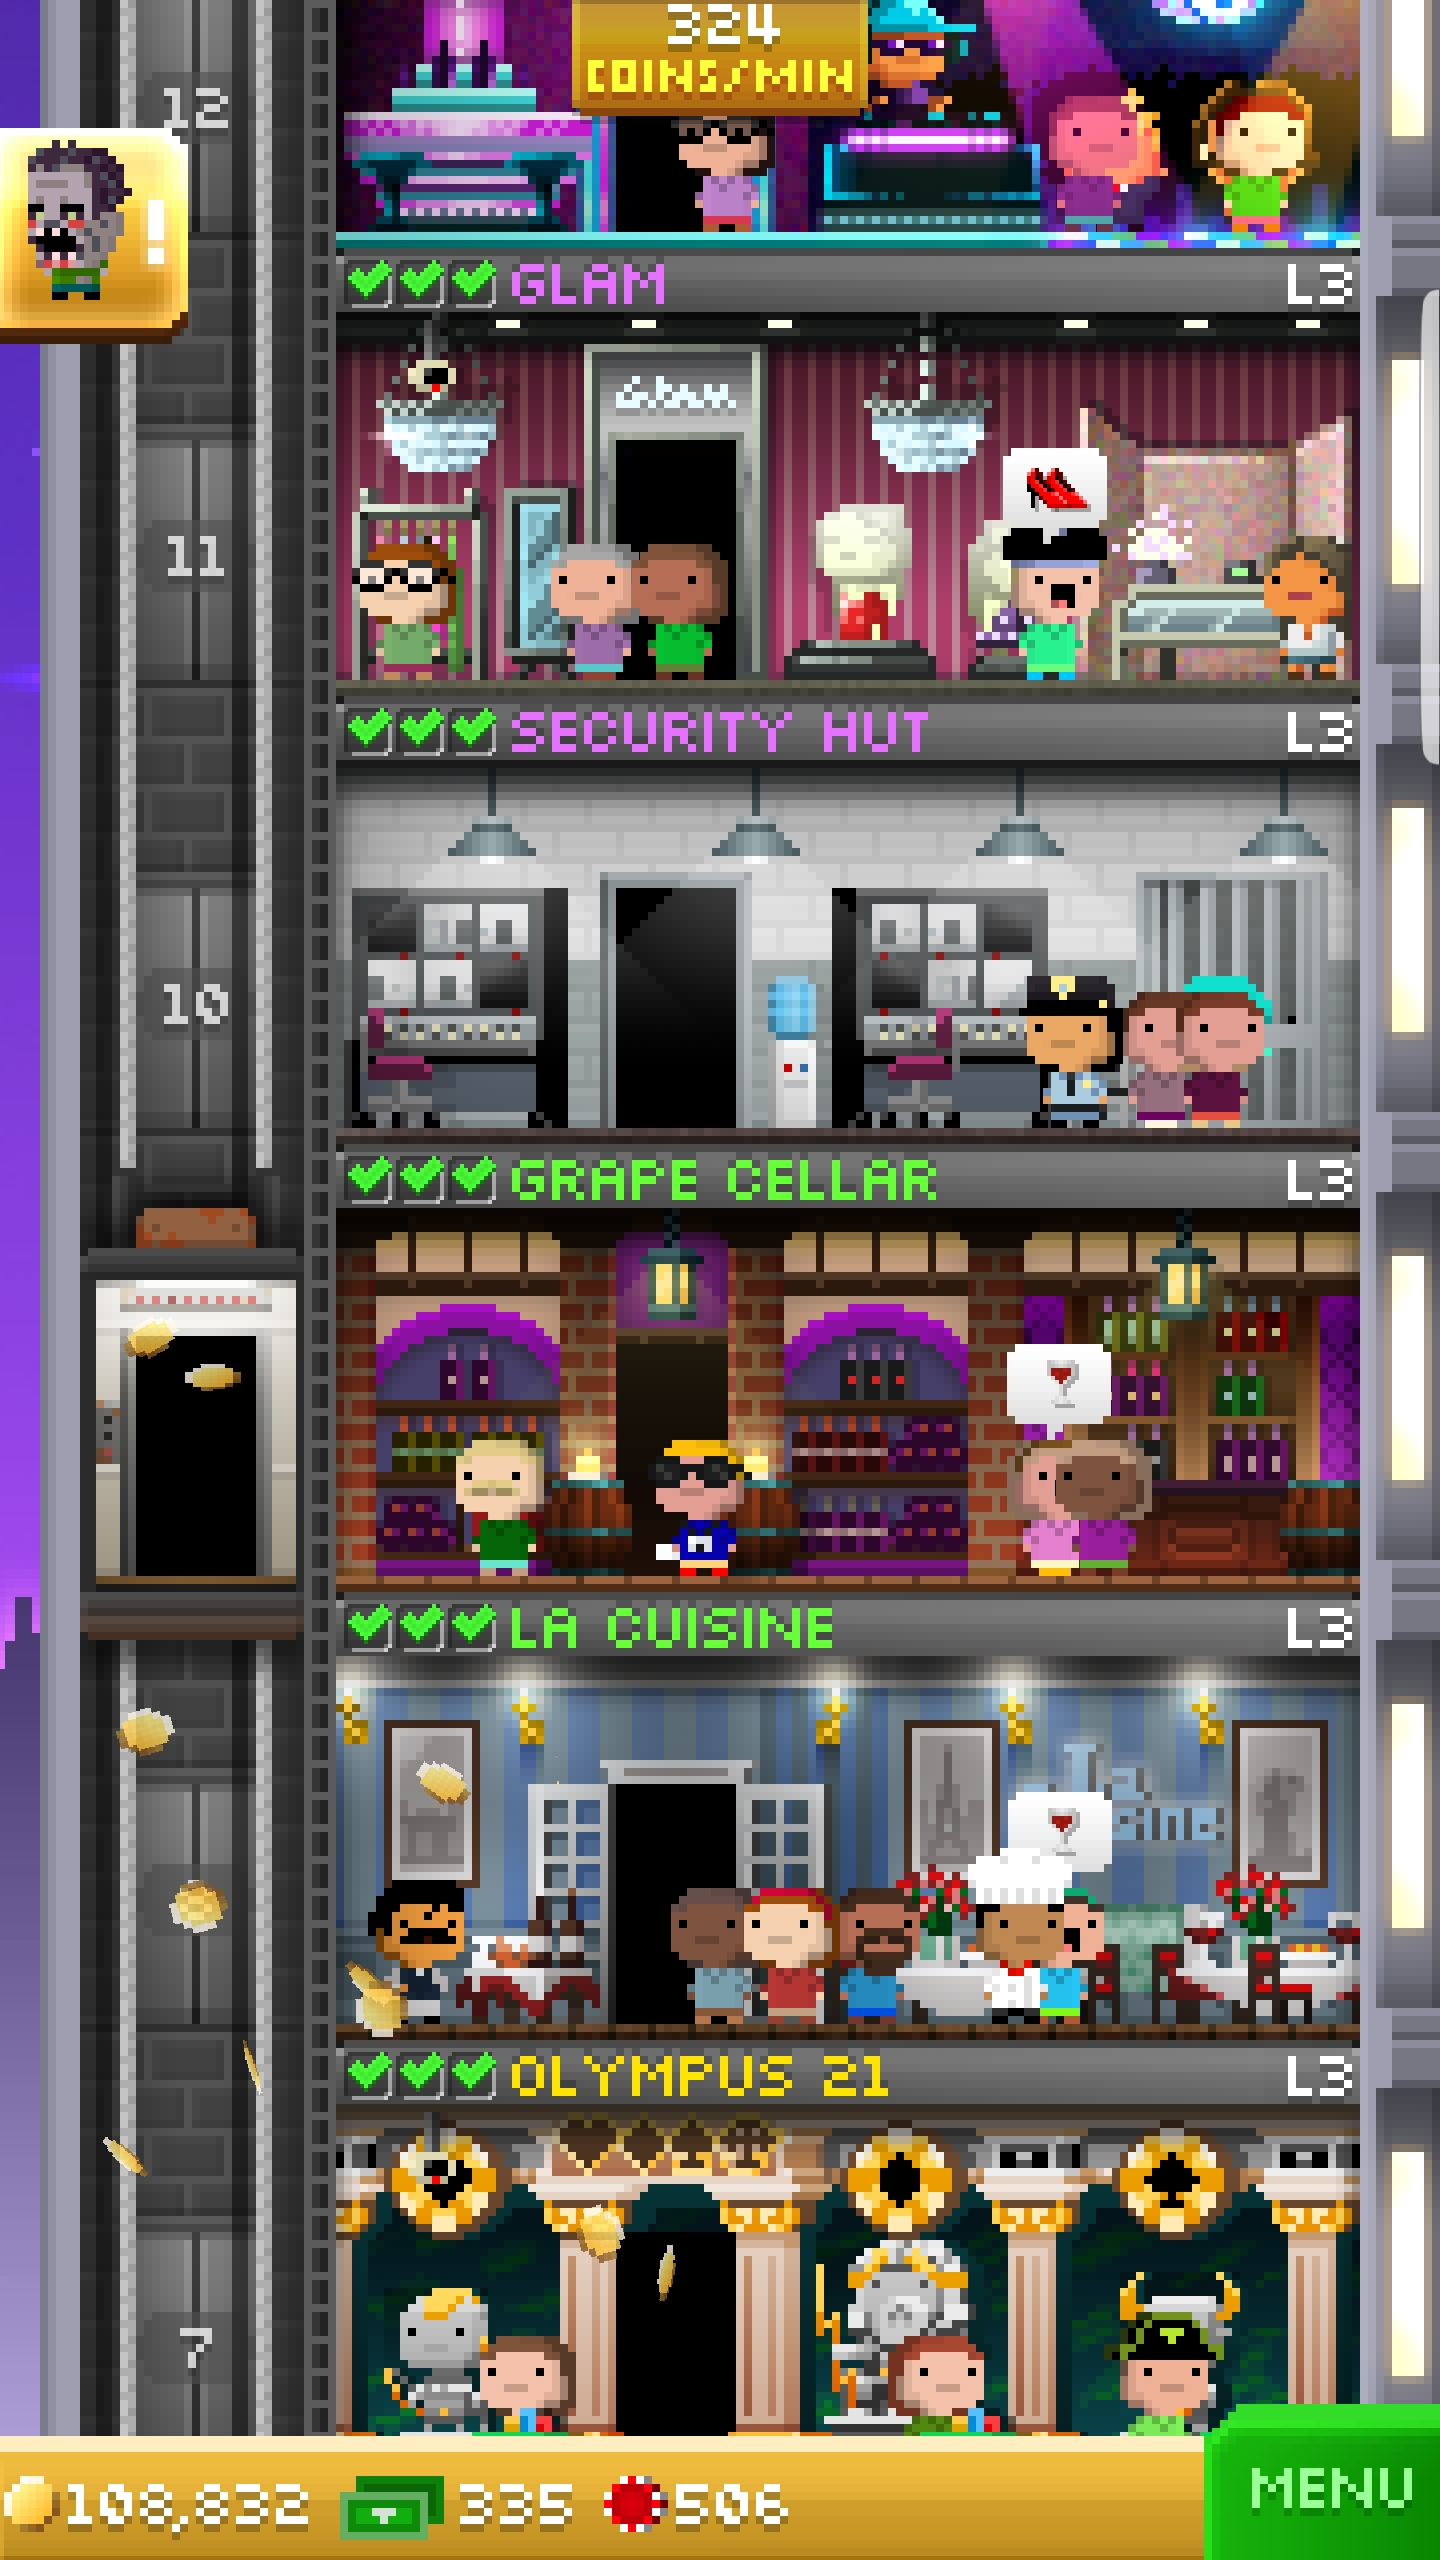 324
COINS/MIN
12
!
GLAM L3
Glam
11
SECURITY HUT L3
10
GRAPE CELLAR L3
LA CUISINE L3
La
OLYMPUS 21 L3
7
108,832 335 506
MENU